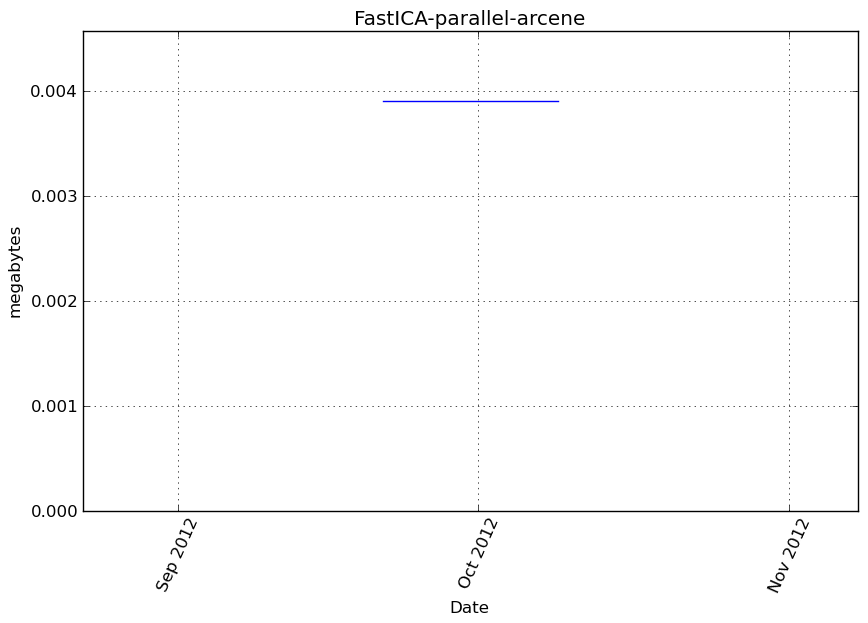 FastICA-parallel-arcene
0.004
0.003
0.002
0.001
0.000
megabytes
Sep 2012
Oct 2012
Nov 2012
Date